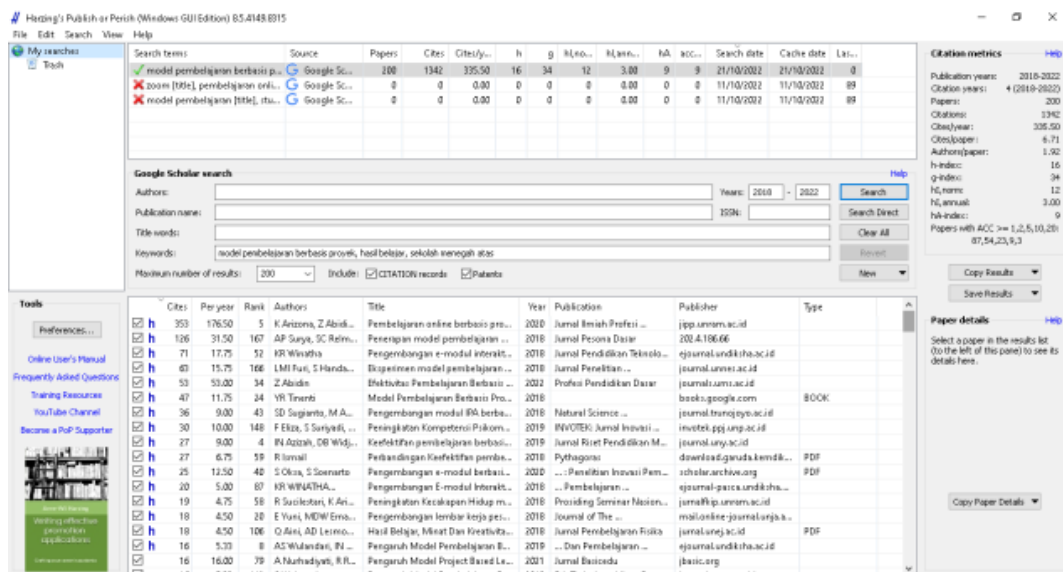 Harzing's Publish or Perish (Windows GUI Edition) 8.5.4149.8315
File Edit Search View Help
My searches
Trash
Search terms Source Papers Cites Cites/y... h g hI,no... hI,ann... hA acc... Search date Cache date Las...
model pembelajaran berbasis p... Google Sc... 200 1342 335.50 16 34 12 3.00 9 9 21/10/2022 21/10/2022 0
zoom [title], pembelajaran onli... Google Sc... 0 0 0.00 0 0 0 0.00 0 0 11/10/2022 11/10/2022 89
model pembelajaran [title], stu... Google Sc... 0 0 0.00 0 0 0 0.00 0 0 11/10/2022 11/10/2022 89
Google Scholar search Help
Authors: Years: 2018 - 2022 Search
Publication name: ISSN: Search Direct
Title words: Clear All
Keywords: model pembelajaran berbasis proyek, hasil belajar, sekolah menegah atas Revert
Maximum number of results: 200 Include: CITATION records Patents New
Cites Per year Rank Authors Title Year Publication Publisher Type
h 353 176.50 5 K Arizona, Z Abidi... Pembelajaran online berbasis pro... 2020 Jurnal Ilmiah Profesi ... jipp.unram.ac.id
h 126 31.50 167 AP Surya, SC Relm... Penerapan model pembelajaran ... 2018 Jurnal Pesona Dasar 202.4.186.66
h 71 17.75 52 KR Winatha Pengembangan e-modul interakt... 2018 Jurnal Pendidikan Teknolo... ejournal.undiksha.ac.id
h 63 15.75 166 LMI Furi, S Handa... Eksperimen model pembelajaran ... 2018 Jurnal Penelitian ... journal.unnes.ac.id
h 53 53.00 34 Z Abidin Efektivitas Pembelajaran Berbasis ... 2022 Profesi Pendidikan Dasar journals.ums.ac.id
h 47 11.75 24 YR Tinenti Model Pembelajaran Berbasis Pro... 2018 books.google.com BOOK
h 36 9.00 43 SD Sugianto, M A... Pengembangan modul IPA berba... 2018 Natural Science ... journal.trunojoyo.ac.id
h 30 10.00 148 F Eliza, S Suriyadi, ... Peningkatan Kompetensi Psikom... 2019 INVOTEK: Jurnal Inovasi ... invotek.ppj.unp.ac.id
h 27 9.00 4 IN Azizah, DB Widj... Keefektifan pembelajaran berbasi... 2019 Jurnal Riset Pendidikan M... journal.uny.ac.id
h 27 6.75 59 R Ismail Perbandingan Keefektifan pembe... 2018 Pythagoras download.garuda.kemdik... PDF
h 25 12.50 40 S Oksa, S Soenarto Pengembangan e-modul berbasi... 2020 ...: Penelitian Inovasi Pem... scholar.archive.org PDF
h 20 5.00 87 KR WINATHA... Pengembangan E-modul Interakt... 2018 ... Pembelajaran ... ejournal-pasca.undiksha...
h 19 4.75 58 R Sucilestari, K Ari... Peningkatan Kecakapan Hidup m... 2018 Prosiding Seminar Nasion... jurnalfkip.unram.ac.id
h 18 4.50 20 E Yuni, MDW Erna... Pengembangan lembar kerja pes... 2018 Journal of The ... mail.online-journal.unja.a...
h 18 4.50 106 Q Aini, AD Lesmo... Hasil Belajar, Minat Dan Kreativita... 2018 Jurnal Pembelajaran Fisika jurnal.unej.ac.id PDF
h 16 5.33 8 AS Wulandari, IN ... Pengaruh Model Pembelajaran B... 2019 ... Dan Pembelajaran ... ejournal.undiksha.ac.id
16 16.00 79 A Nurhadiyati, R R... Pengaruh Model Project Based Le... 2021 Jurnal Basicedu jbasic.org
Tools
Preferences...
Online User's Manual
Frequently Asked Questions
Training Resources
YouTube Channel
Become a PoP Supporter
Writing effective
promotion
applications
Citation metrics Help
Publication years: 2018-2022
Citation years: 4 (2018-2022)
Papers: 200
Citations: 1342
Cites/year: 335.50
Cites/paper: 6.71
Authors/paper: 1.92
h-index: 16
g-index: 34
hI,norm: 12
hI,annual: 3.00
hA-index: 9
Papers with ACC >= 1,2,5,10,20:
87,54,23,9,3
Copy Results
Save Results
Paper details Help
Select a paper in the results list
(to the left of this pane) to see its
details here.
Copy Paper Details